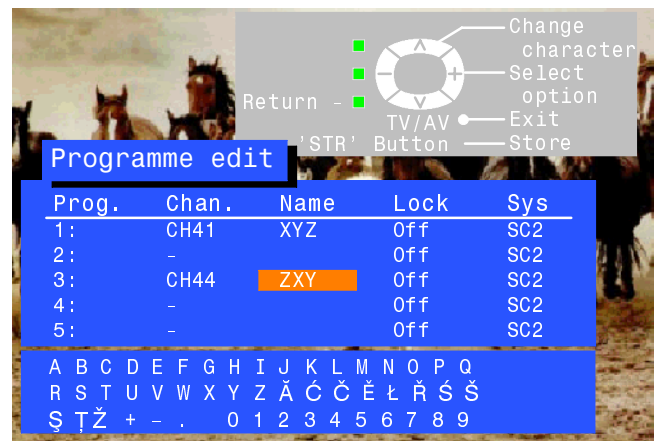 Change
character
Select
option
Return –
TV/AV Exit
'STR' Button Store
Programme edit
Prog. Chan. Name Lock Sys
1: CH41 XYZ Off SC2
2: – Off SC2
3: CH44 ZXY Off SC2
4: – Off SC2
5: – Off SC2
A B C D E F G H I J K L M N O P Q
R S T U V W X Y Z Ă Ć Č Ě Ł Ř Ś Š
Ş Ţ Ž + – . 0 1 2 3 4 5 6 7 8 9